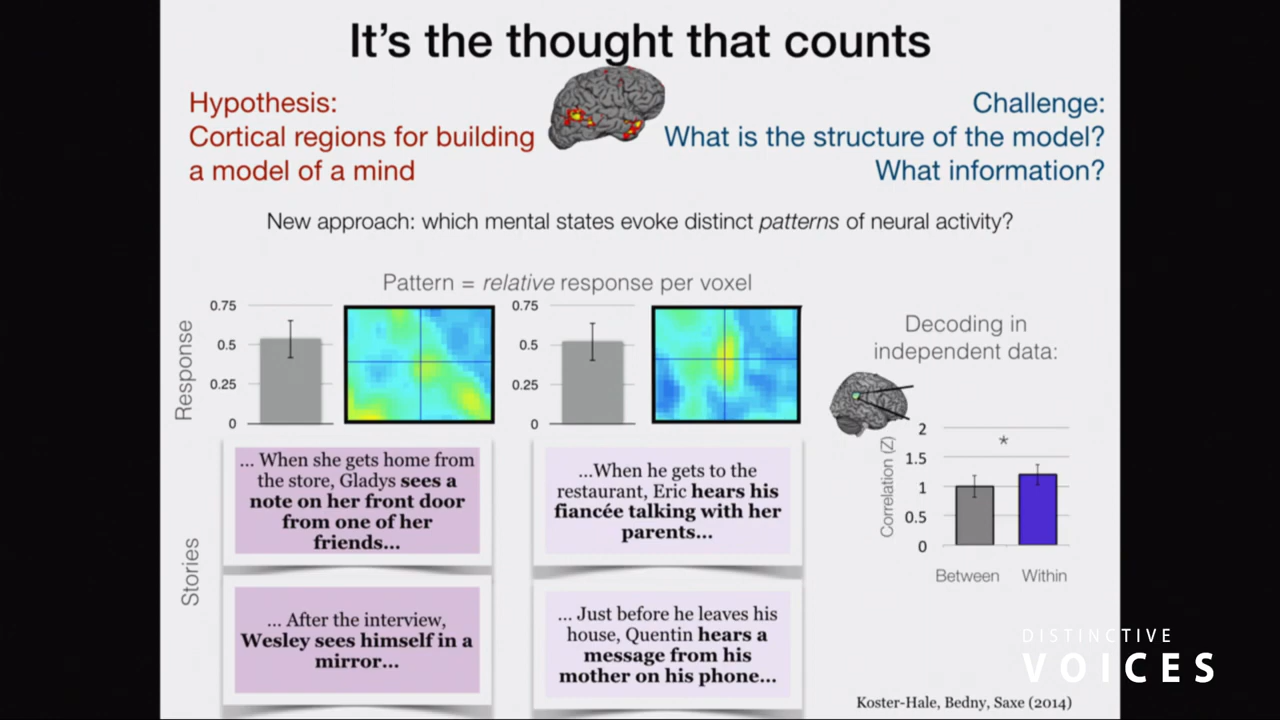 It's the thought that counts
Hypothesis:
Cortical regions for building
a model of a mind
Challenge:
What is the structure of the model?
What information?
New approach: which mental states evoke distinct patterns of neural activity?
Pattern = relative response per voxel
Response
0.75
0.5
0.25
0
0.75
0.5
0.25
0
Decoding in
independent data:
Correlation (Z)
2
1.5
1
0.5
0
*
Between
Within
Stories
... When she gets home from
the store, Gladys sees a
note on her front door
from one of her
friends...
...When he gets to the
restaurant, Eric hears his
fiancée talking with her
parents...
... After the interview,
Wesley sees himself in a
mirror...
... Just before he leaves his
house, Quentin hears a
message from his
mother on his phone...
DISTINCTIVE
VOICES
Koster-Hale, Bedny, Saxe (2014)